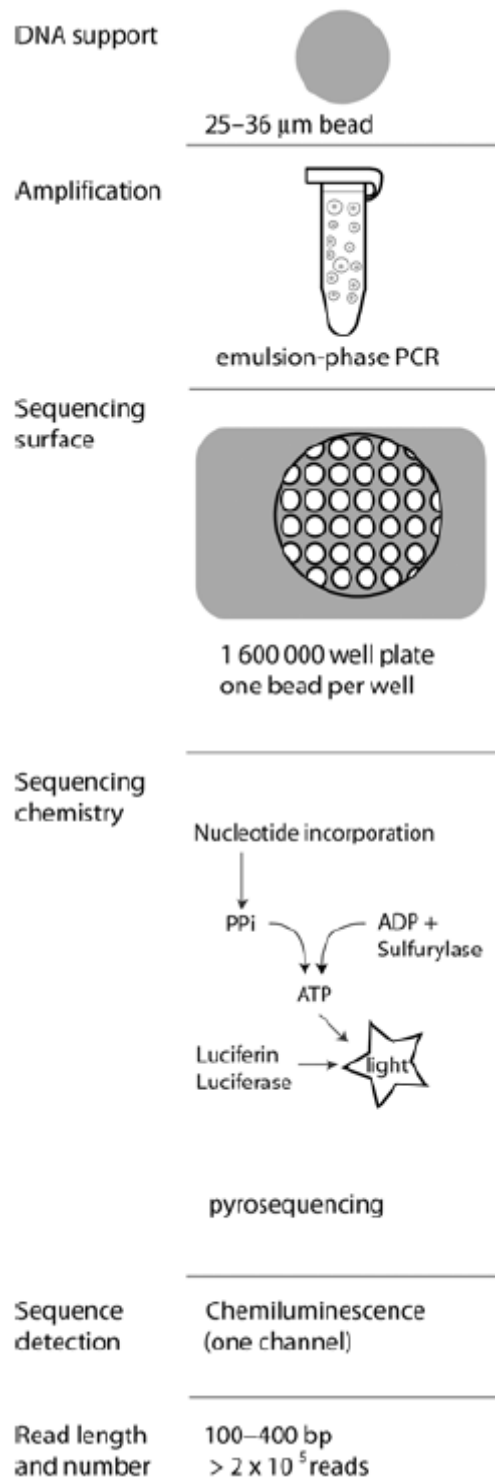 DNA support
25–36 µm bead
Amplification
emulsion-phase PCR
Sequencing
surface
1 600 000 well plate
one bead per well
Sequencing
chemistry
Nucleotide incorporation
PPi
ADP +
Sulfurylase
ATP
Luciferin
Luciferase
light
pyrosequencing
Sequence
detection
Chemiluminescence
(one channel)
Read length
and number
100–400 bp
> 2 x 10 ⁵ reads